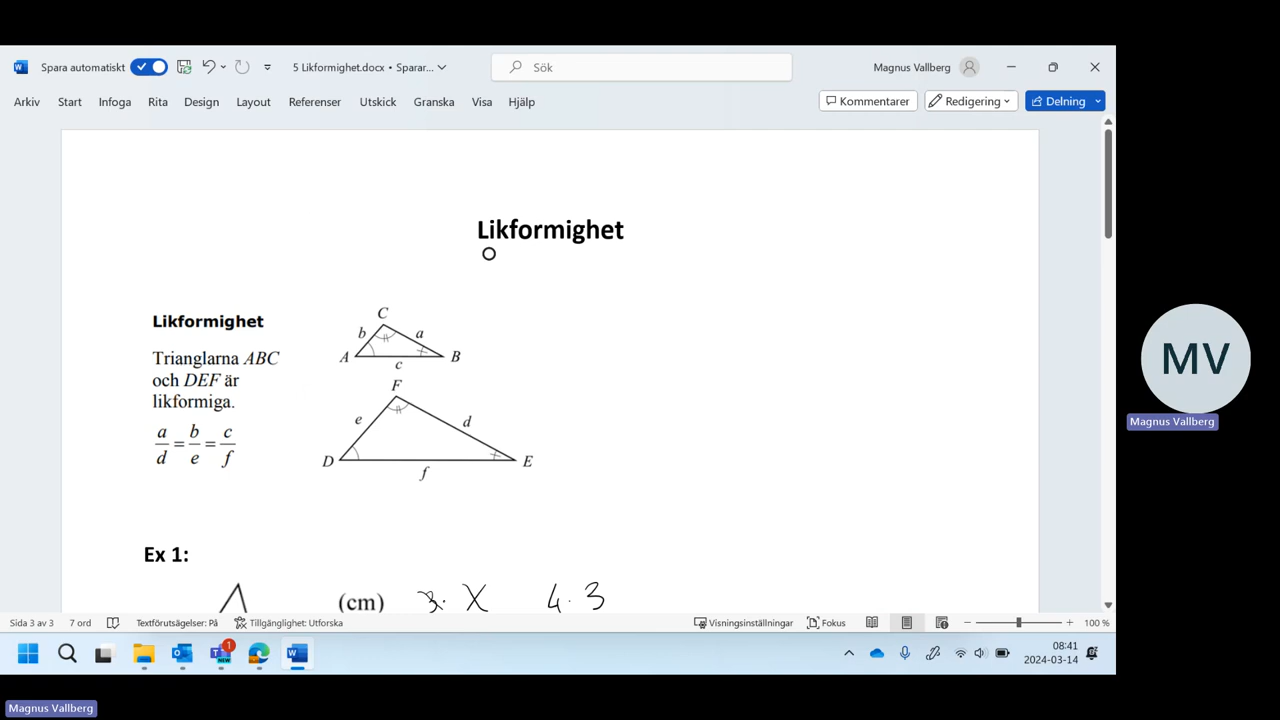 Spara automatiskt
5 Likformighet.docx • Sparar...
Sök
Magnus Vallberg
Arkiv Start Infoga Rita Design Layout Referenser Utskick Granska Visa Hjälp
Kommentarer Redigering Delning
Likformighet
Likformighet
Trianglarna ABC
och DEF är
likformiga.
a/d = b/e = c/f
C
b a
A B
c
F
e d
D E
f
Ex 1:
(cm) 3· X 4·3
MV
Magnus Vallberg
Sida 3 av 3 7 ord Textförutsägelser: På Tillgänglighet: Utforska Visningsinställningar Fokus 100 %
1
NEW
08:41
2024-03-14
Magnus Vallberg